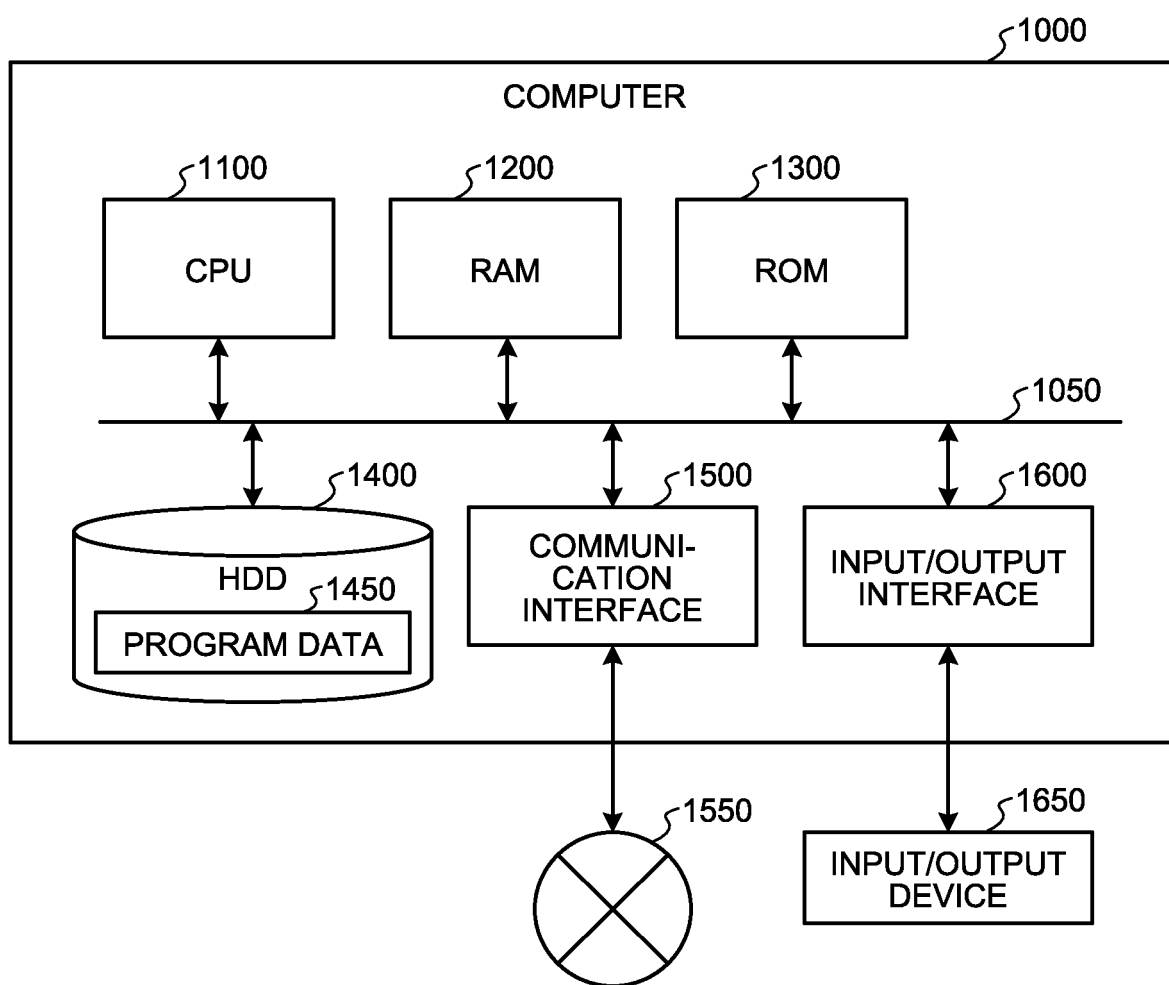 1000
COMPUTER
1100
1200
1300
CPU
RAM
ROM
1050
1400
1500
1600
HDD
1450
PROGRAM DATA
COMMUNI-
CATION
INTERFACE
INPUT/OUTPUT
INTERFACE
1550
1650
INPUT/OUTPUT
DEVICE